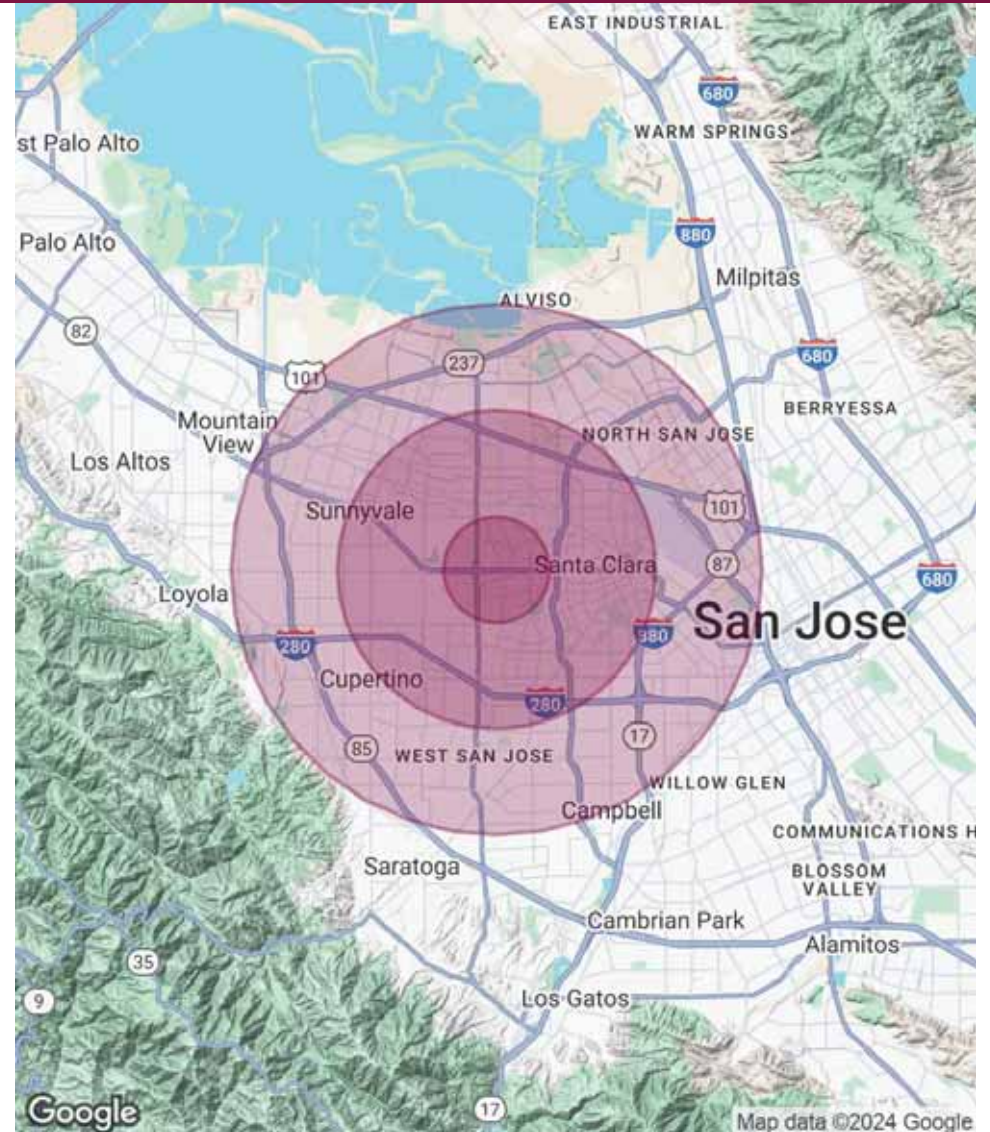 EAST INDUSTRIAL
680
WARM SPRINGS
st Palo Alto
880
Palo Alto
Milpitas
ALVISO
82
237
680
101
BERRYESSA
Mountain
View
NORTH SAN JOSE
Los Altos
Sunnyvale
101
Santa Clara
87
680
Loyola
San Jose
880
280
Cupertino
280
17
85
WEST SAN JOSE
WILLOW GLEN
Campbell
COMMUNICATIONS H
Saratoga
BLOSSOM
VALLEY
Cambrian Park
Alamitos
35
9
Los Gatos
Google
17
Map data ©2024 Google